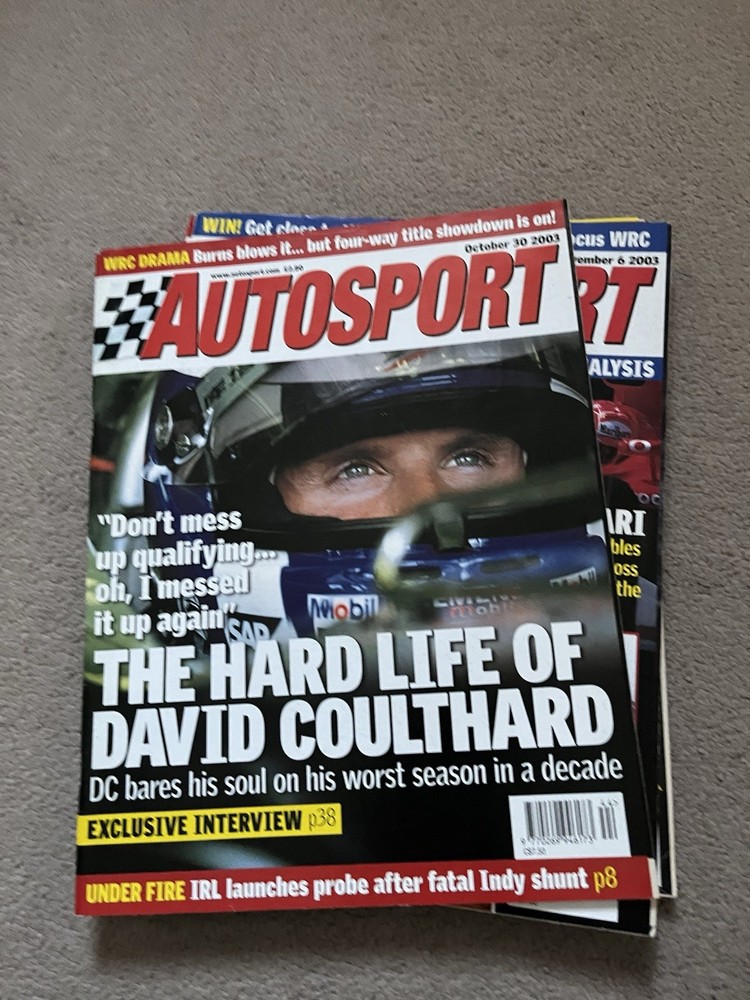 WIN! Get close
WRC DRAMA Burns blows it... but four-way title showdown is on!
ocus WRC
October 30 2003
ember 6 2003
www.autosport.com
AUTOSPORT
RT
ALYSIS
"Don't mess
up qualifying...
oh, I messed
it up again"
Mobil
SAP
ARI
bles
oss
the
THE HARD LIFE OF
DAVID COULTHARD
DC bares his soul on his worst season in a decade
EXCLUSIVE INTERVIEW p38
UNDER FIRE IRL launches probe after fatal Indy shunt p8